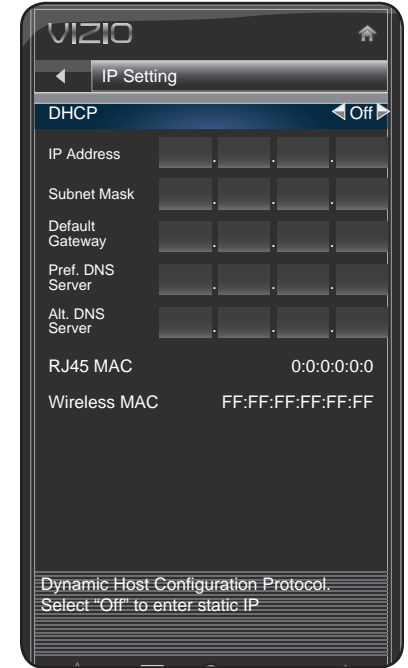 VIZIO
IP Setting
DHCP Off
IP Address . . .
Subnet Mask . . .
Default
Gateway . . .
Pref. DNS
Server . . .
Alt. DNS
Server . . .
RJ45 MAC 0:0:0:0:0:0
Wireless MAC FF:FF:FF:FF:FF:FF
Dynamic Host Configuration Protocol.
Select “Off” to enter static IP